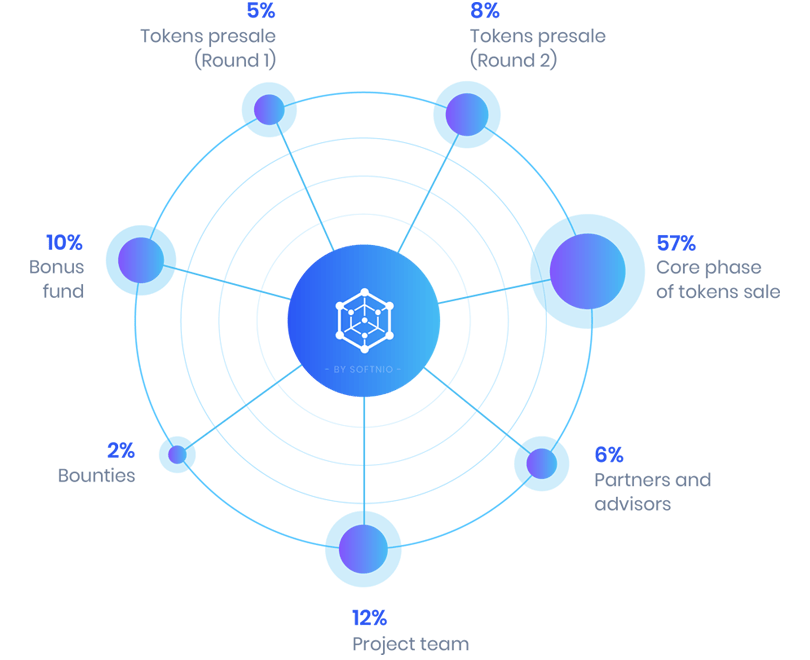 5%
Tokens presale
(Round 1)
8%
Tokens presale
(Round 2)
10%
Bonus
fund
57%
Core phase
of tokens sale
- BY SOFTNIO -
2%
Bounties
6%
Partners and
advisors
12%
Project team